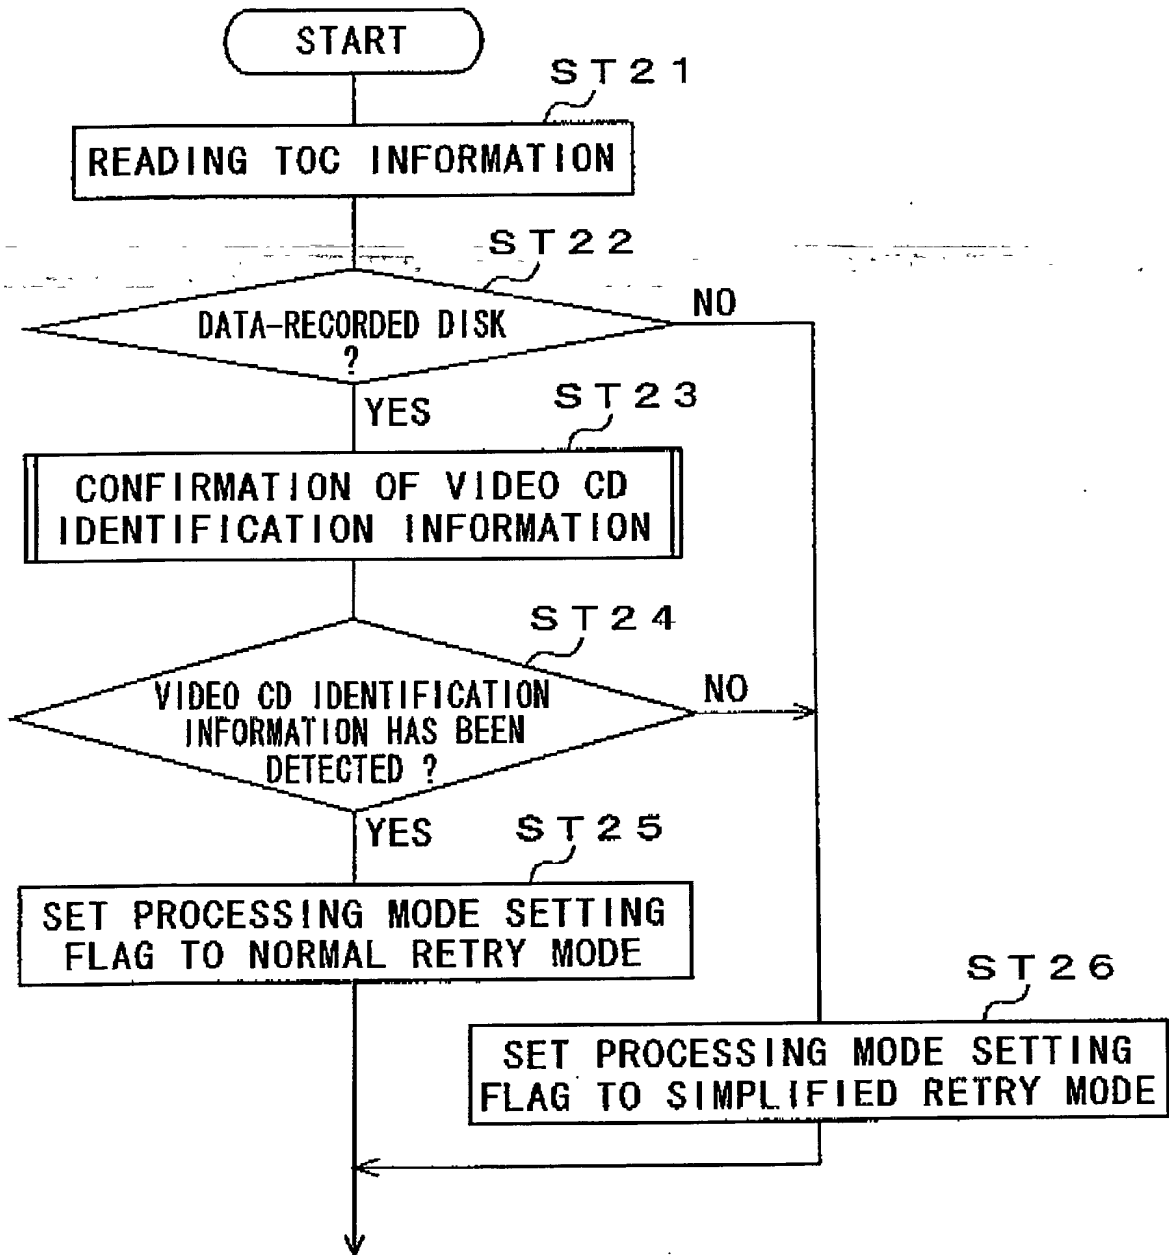 START
ST21
READING TOC INFORMATION
ST22
DATA-RECORDED DISK
?
NO
YES
ST23
CONFIRMATION OF VIDEO CD
IDENTIFICATION INFORMATION
ST24
VIDEO CD IDENTIFICATION
INFORMATION HAS BEEN
DETECTED ?
NO
YES
ST25
SET PROCESSING MODE SETTING
FLAG TO NORMAL RETRY MODE
ST26
SET PROCESSING MODE SETTING
FLAG TO SIMPLIFIED RETRY MODE